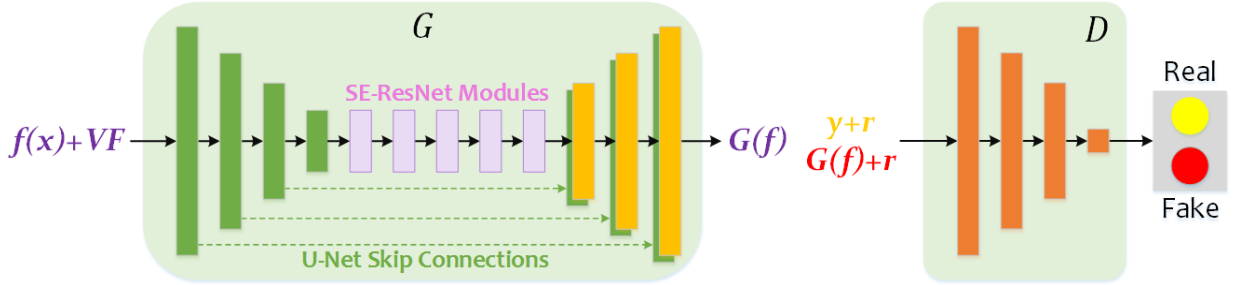 G
SE-ResNet Modules
f(x)+VF
G(f)
U-Net Skip Connections
y+r
G(f)+r
D
Real
Fake